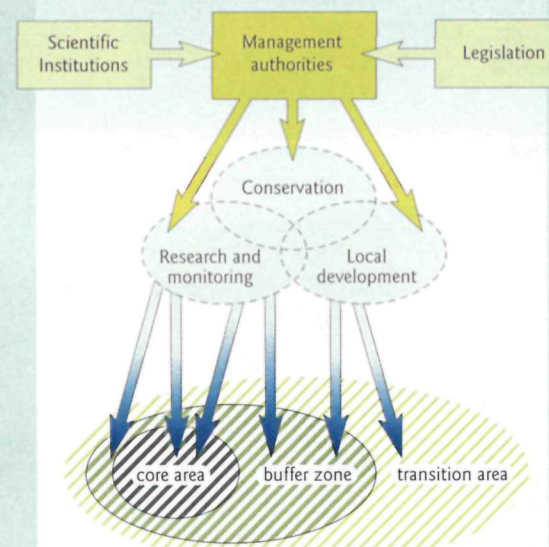 Scientific
Institutions
Management
authorities
Legislation
Conservation
Research and
monitoring
Local
development
core area
buffer zone
transition area